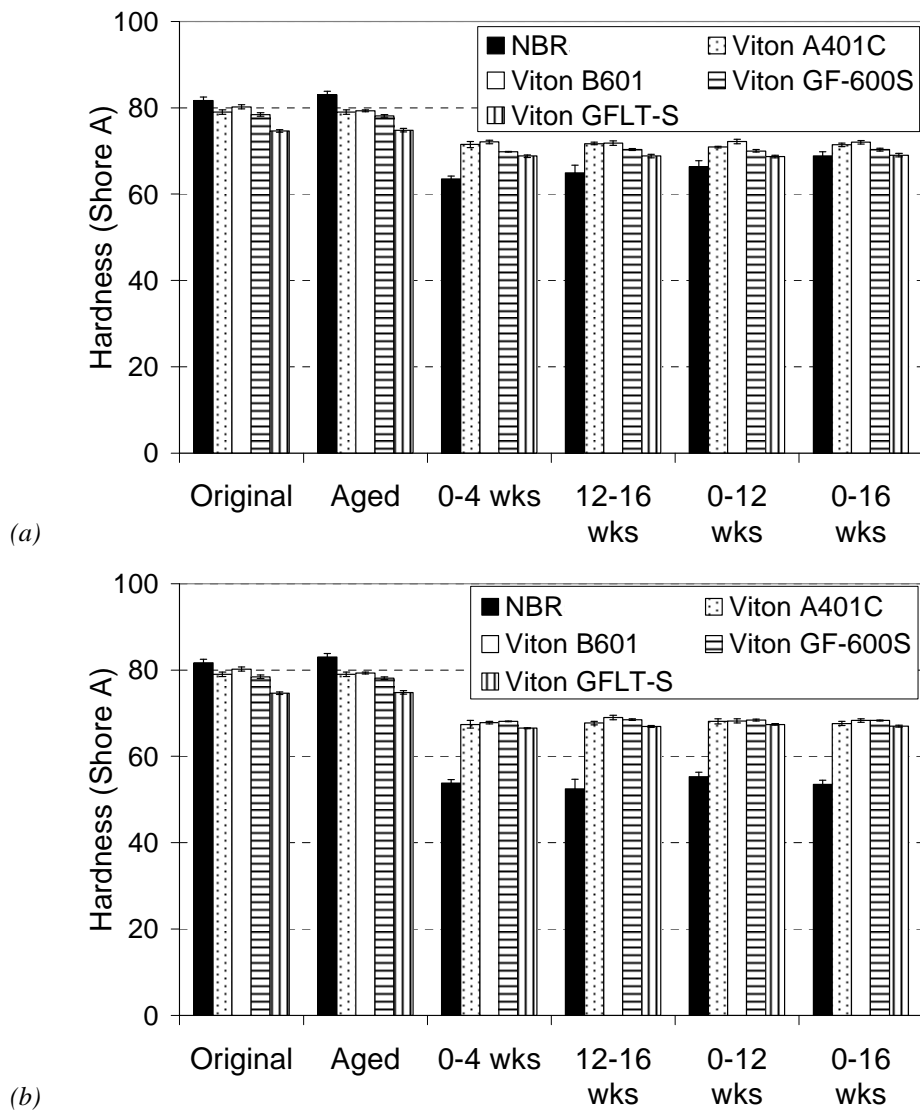 100
80
60
40
20
0
Hardness (Shore A)
NBR
Viton A401C
Viton B601
Viton GF-600S
Viton GFLT-S
Original
Aged
0-4 wks
12-16
wks
0-12
wks
0-16
wks
(a)
100
80
60
40
20
0
Hardness (Shore A)
NBR
Viton A401C
Viton B601
Viton GF-600S
Viton GFLT-S
Original
Aged
0-4 wks
12-16
wks
0-12
wks
0-16
wks
(b)